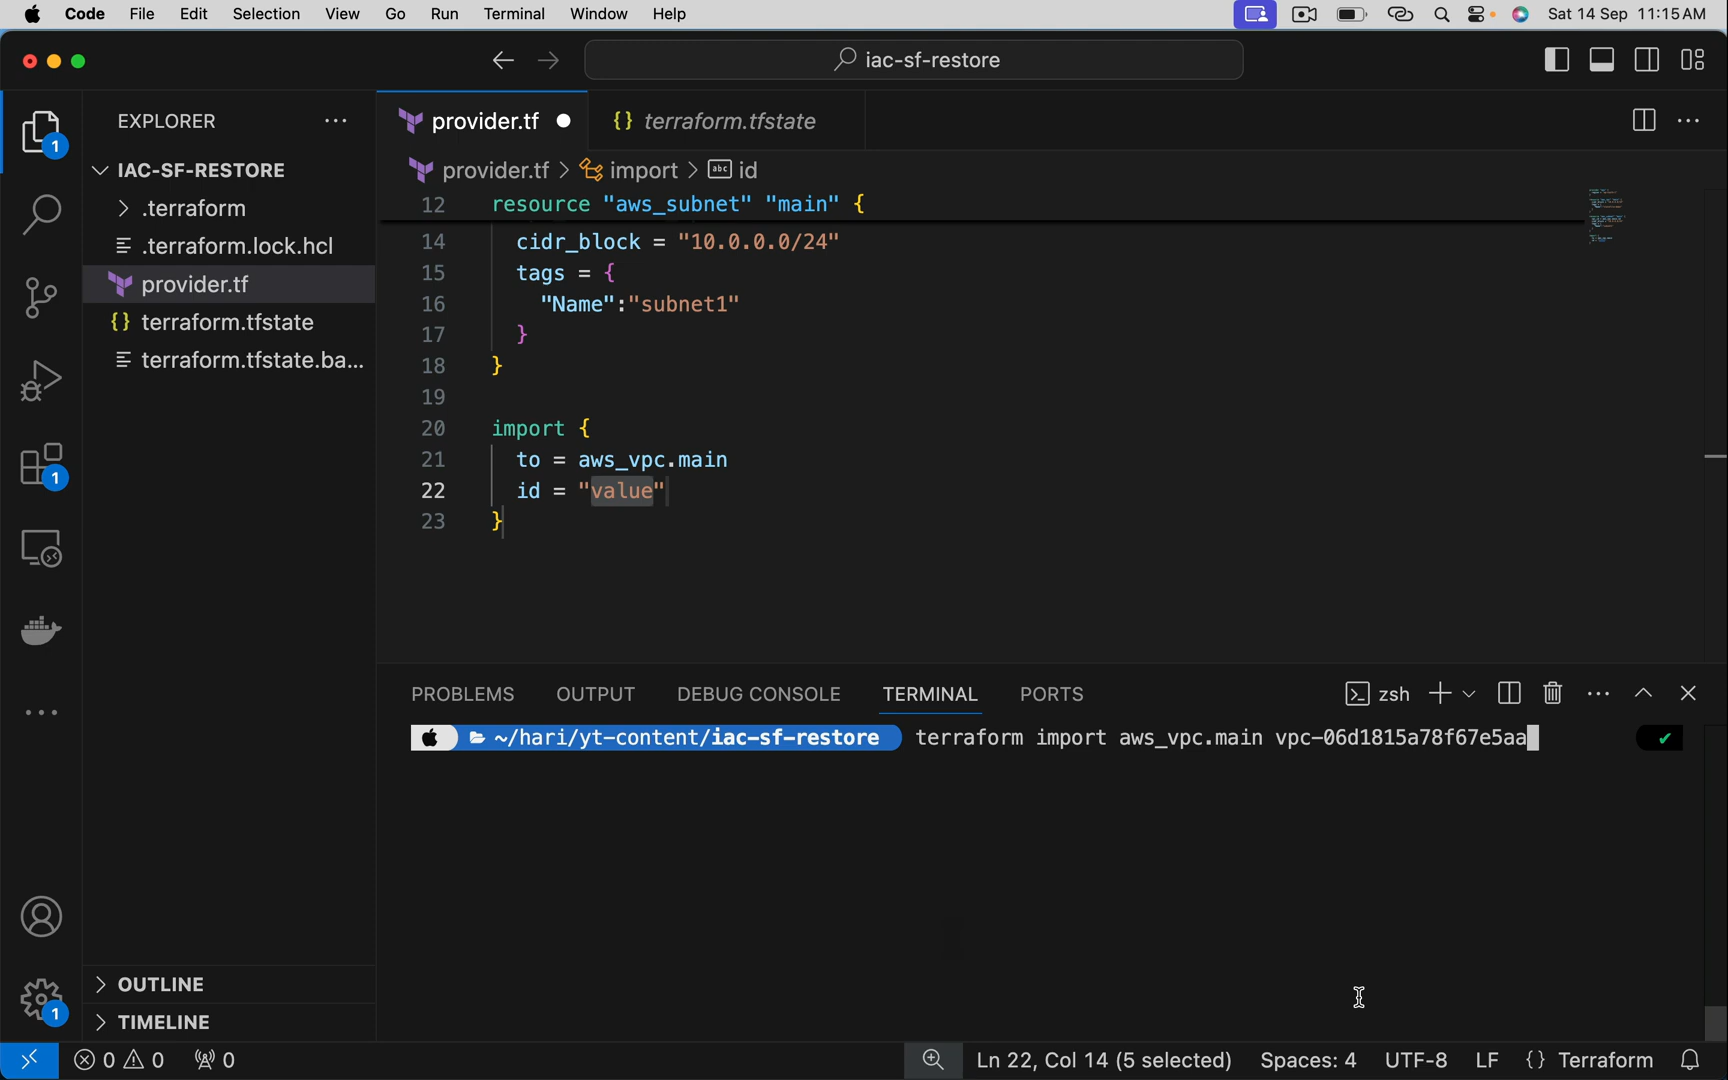 Code File Edit Selection View Go Run Terminal Window Help Sat 14 Sep 11:15 AM
iac-sf-restore
EXPLORER
IAC-SF-RESTORE
.terraform
.terraform.lock.hcl
provider.tf
terraform.tfstate
terraform.tfstate.ba...
OUTLINE
TIMELINE
1
1
1
provider.tf terraform.tfstate
provider.tf > import > abc id
12 resource "aws_subnet" "main" {
14 cidr_block = "10.0.0.0/24"
15 tags = {
16 "Name":"subnet1"
17 }
18 }
19
20 import {
21 to = aws_vpc.main
22 id = "value"
23 }
PROBLEMS OUTPUT DEBUG CONSOLE TERMINAL PORTS zsh
~/hari/yt-content/iac-sf-restore terraform import aws_vpc.main vpc-06d1815a78f67e5aa
0 0 0 Ln 22, Col 14 (5 selected) Spaces: 4 UTF-8 LF {} Terraform